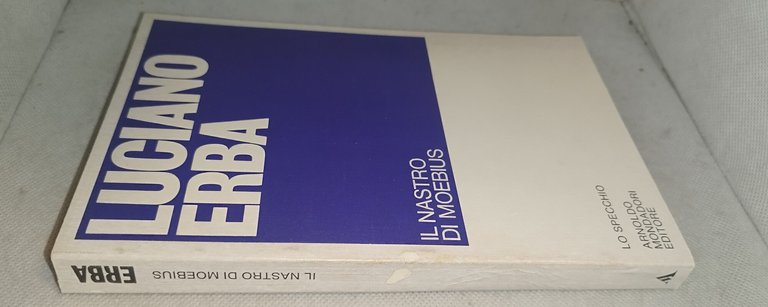 LUCIANO
ERBA
IL NASTRO
DI MOEBIUS
LO SPECCHIO
ARNOLDO
MONDADORI
EDITORE
ERBA IL NASTRO DI MOEBIUS